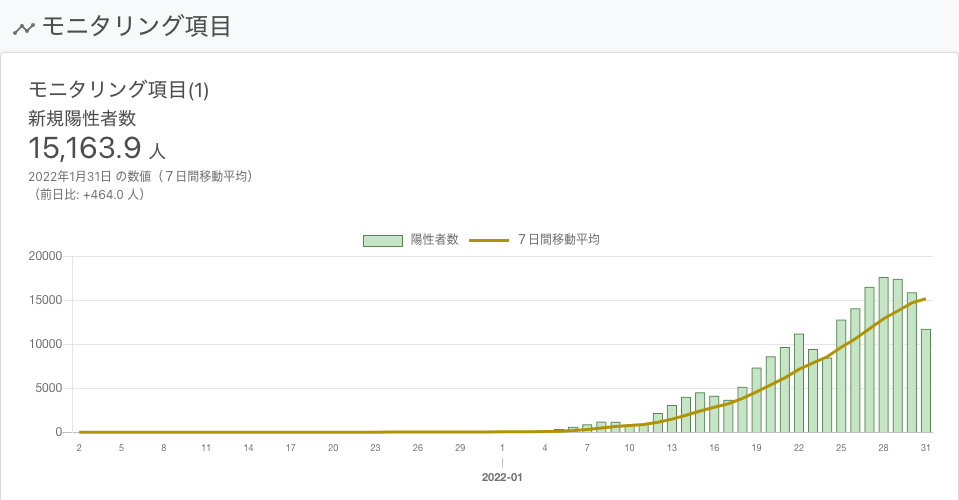 モニタリング項目
モニタリング項目(1)
新規陽性者数
15,163.9 人
2022年1月31日 の数値（７日間移動平均）
（前日比: +464.0 人）
陽性者数 ７日間移動平均
20000
15000
10000
5000
0
2 5 8 11 14 17 20 23 26 29 1 4 7 10 13 16 19 22 25 28 31
2022-01